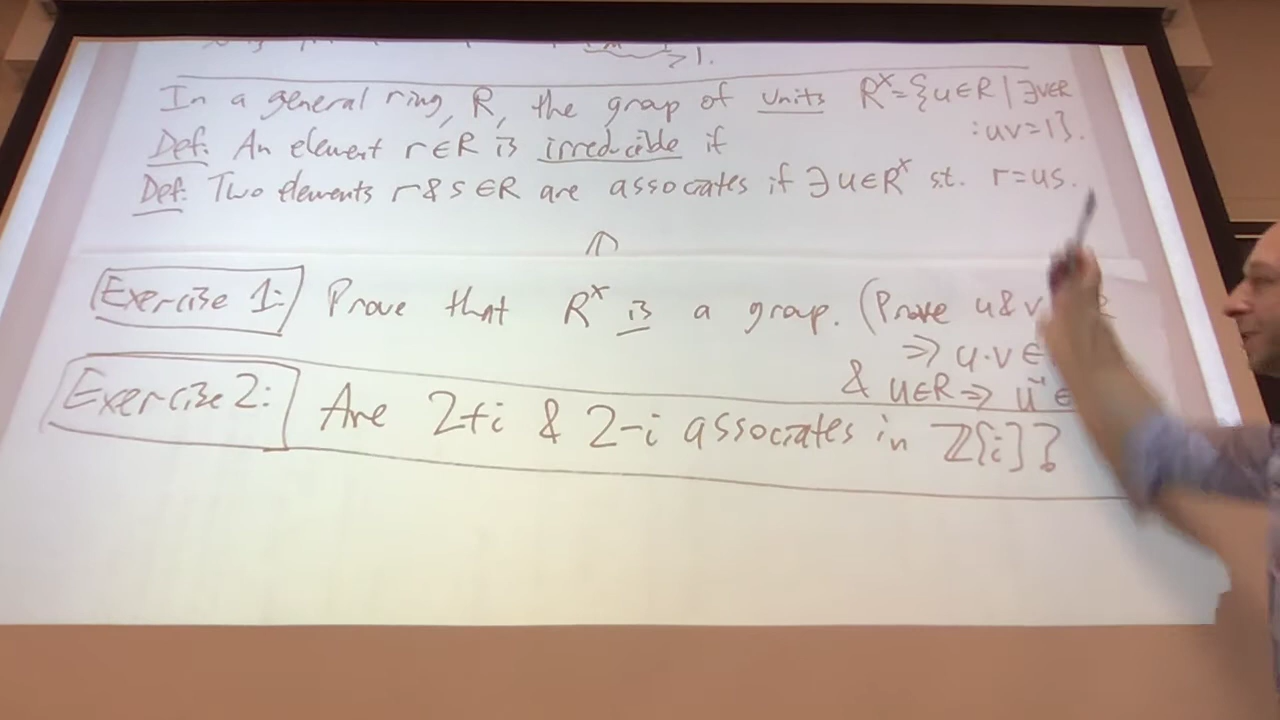 In a general ring, R, the group of units R^× = {u∈R | ∃v∈R
: uv=1}.
Def: An element r∈R is irreducible if
Def: Two elements r & s ∈R are associates if ∃u∈R^× s.t. r=us.
Exercise 1: Prove that R^× is a group. (Prove u & v
⇒ u·v ∈
& u∈R ⇒ u⁻¹ ∈
Exercise 2: Are 2+i & 2-i associates in ℤ[i]?